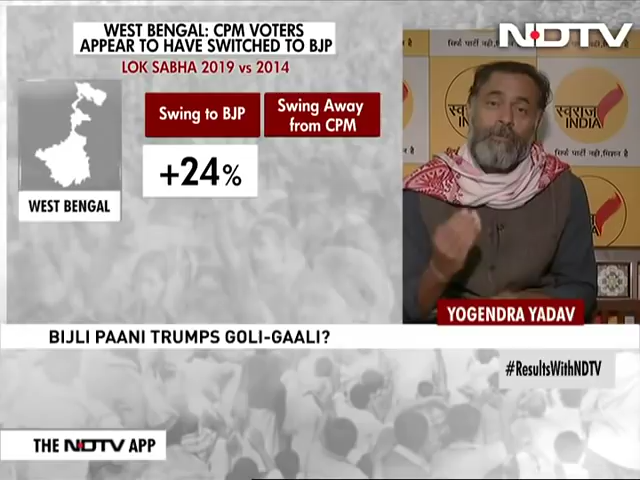 WEST BENGAL: CPM VOTERS
APPEAR TO HAVE SWITCHED TO BJP
LOK SABHA 2019 vs 2014
NDTV
Swing to BJP
Swing Away
from CPM
+24%
WEST BENGAL
स्वराज
INDIA
YOGENDRA YADAV
BIJLI PAANI TRUMPS GOLI-GAALI?
#ResultsWithNDTV
THE NDTV APP